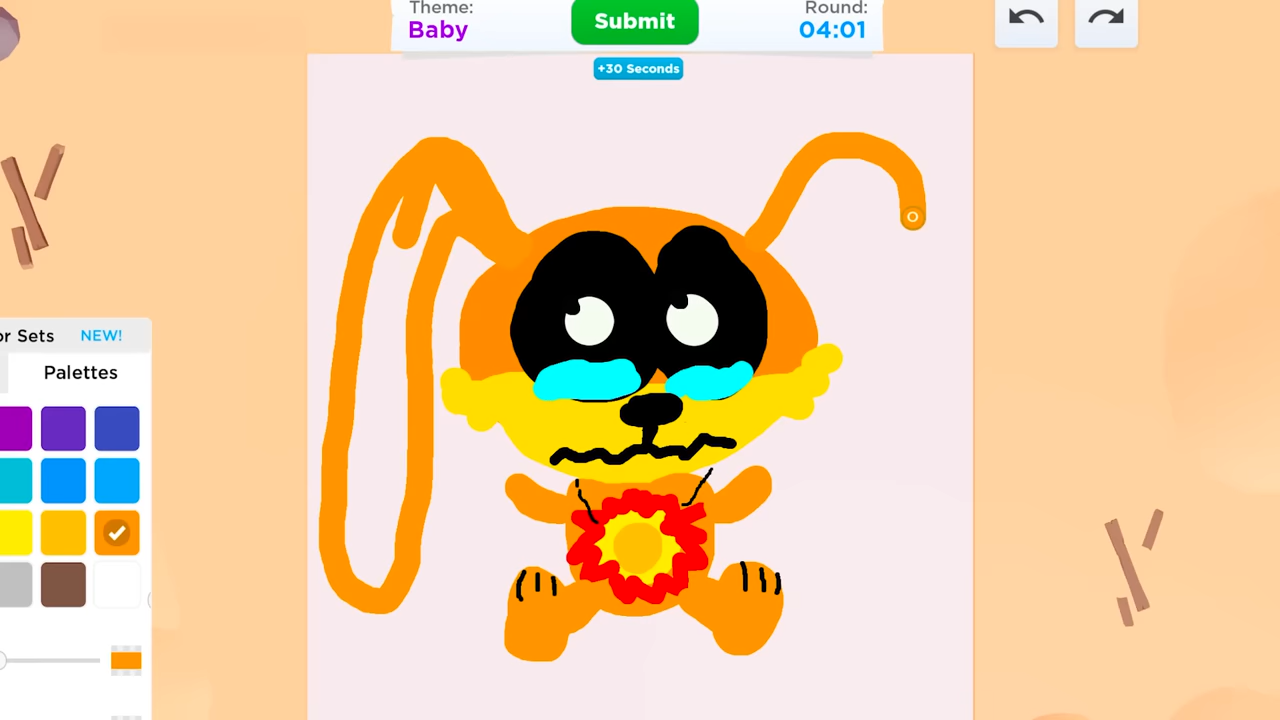 Theme:
Baby
Submit
Round:
04:01
+30 Seconds
or Sets NEW!
Palettes